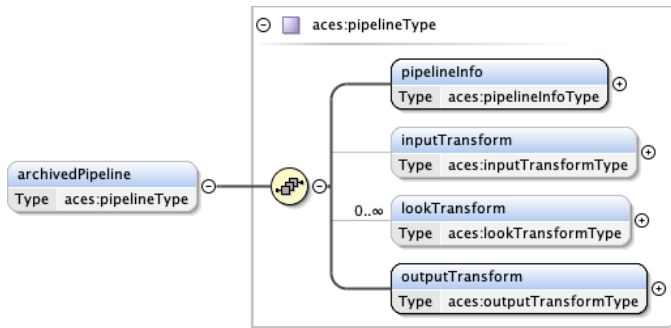 aces:pipelineType
pipelineInfo
Type aces:pipelineInfoType
inputTransform
Type aces:inputTransformType
archivedPipeline
Type aces:pipelineType
0..∞
lookTransform
Type aces:lookTransformType
outputTransform
Type aces:outputTransformType